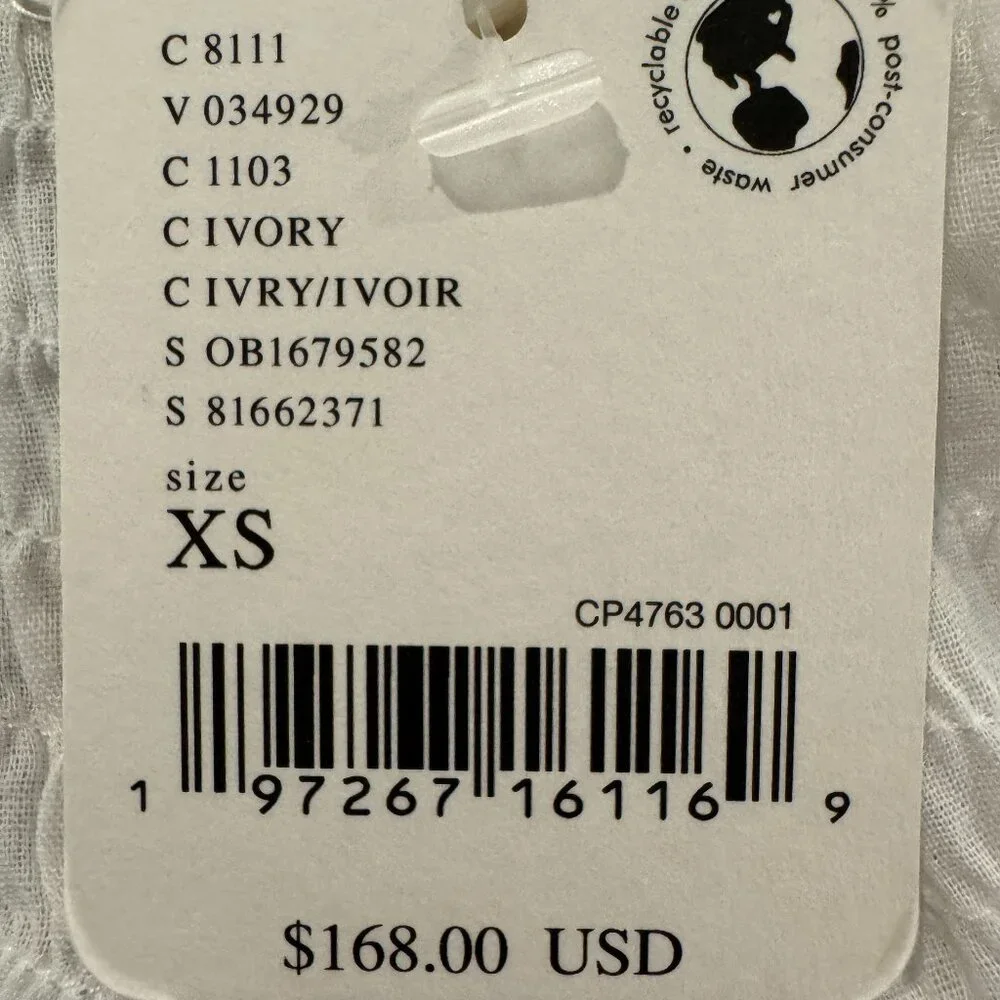 C 8111
V 034929
C 1103
C IVORY
C IVRY/IVOIR
S OB1679582
S 81662371
size
XS
recyclable • % post-consumer waste •
CP4763 0001
1 97267 16116 9
$168.00 USD